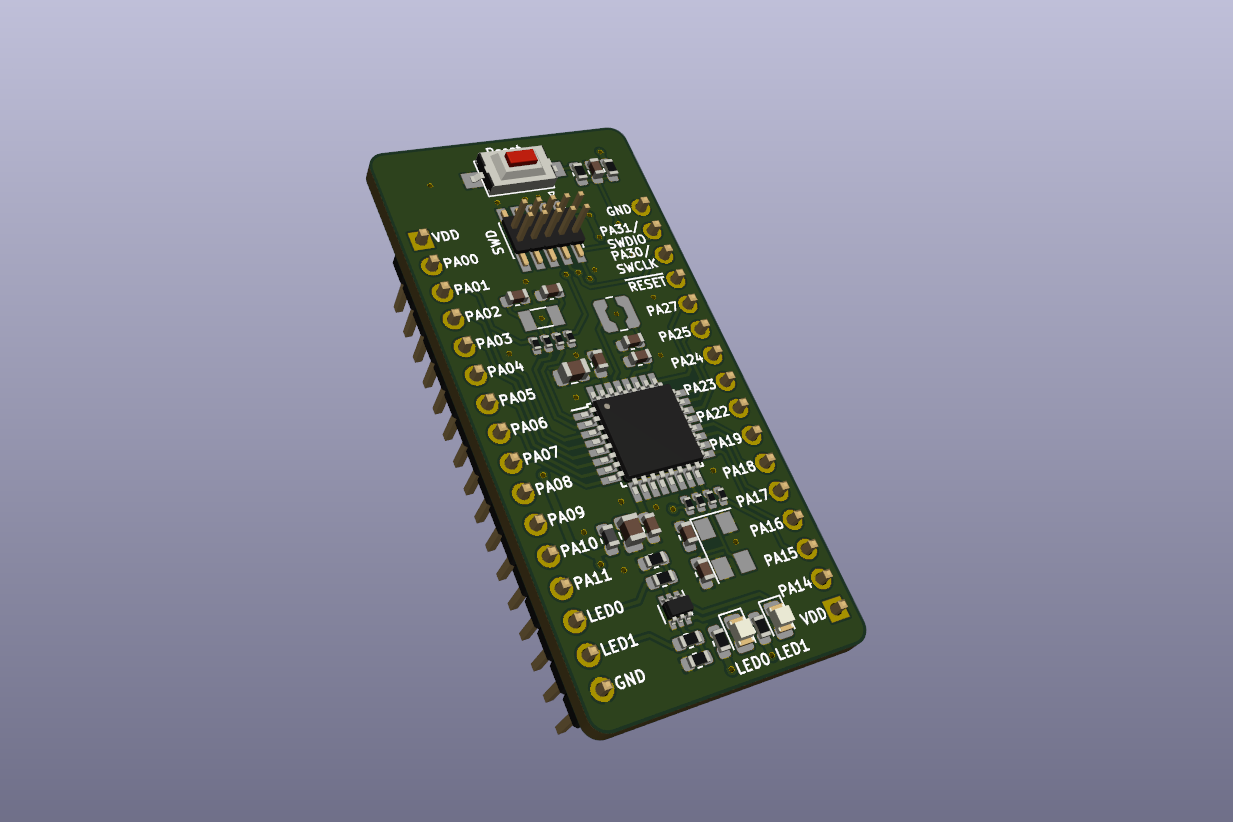 Reset
SWD
VDD
PA00
PA01
PA02
PA03
PA04
PA05
PA06
PA07
PA08
PA09
PA10
PA11
LED0
LED1
GND
GND
PA31/
SWDIO
PA30/
SWCLK
RESET
PA27
PA25
PA24
PA23
PA22
PA19
PA18
PA17
PA16
PA15
PA14
VDD
LED0
LED1